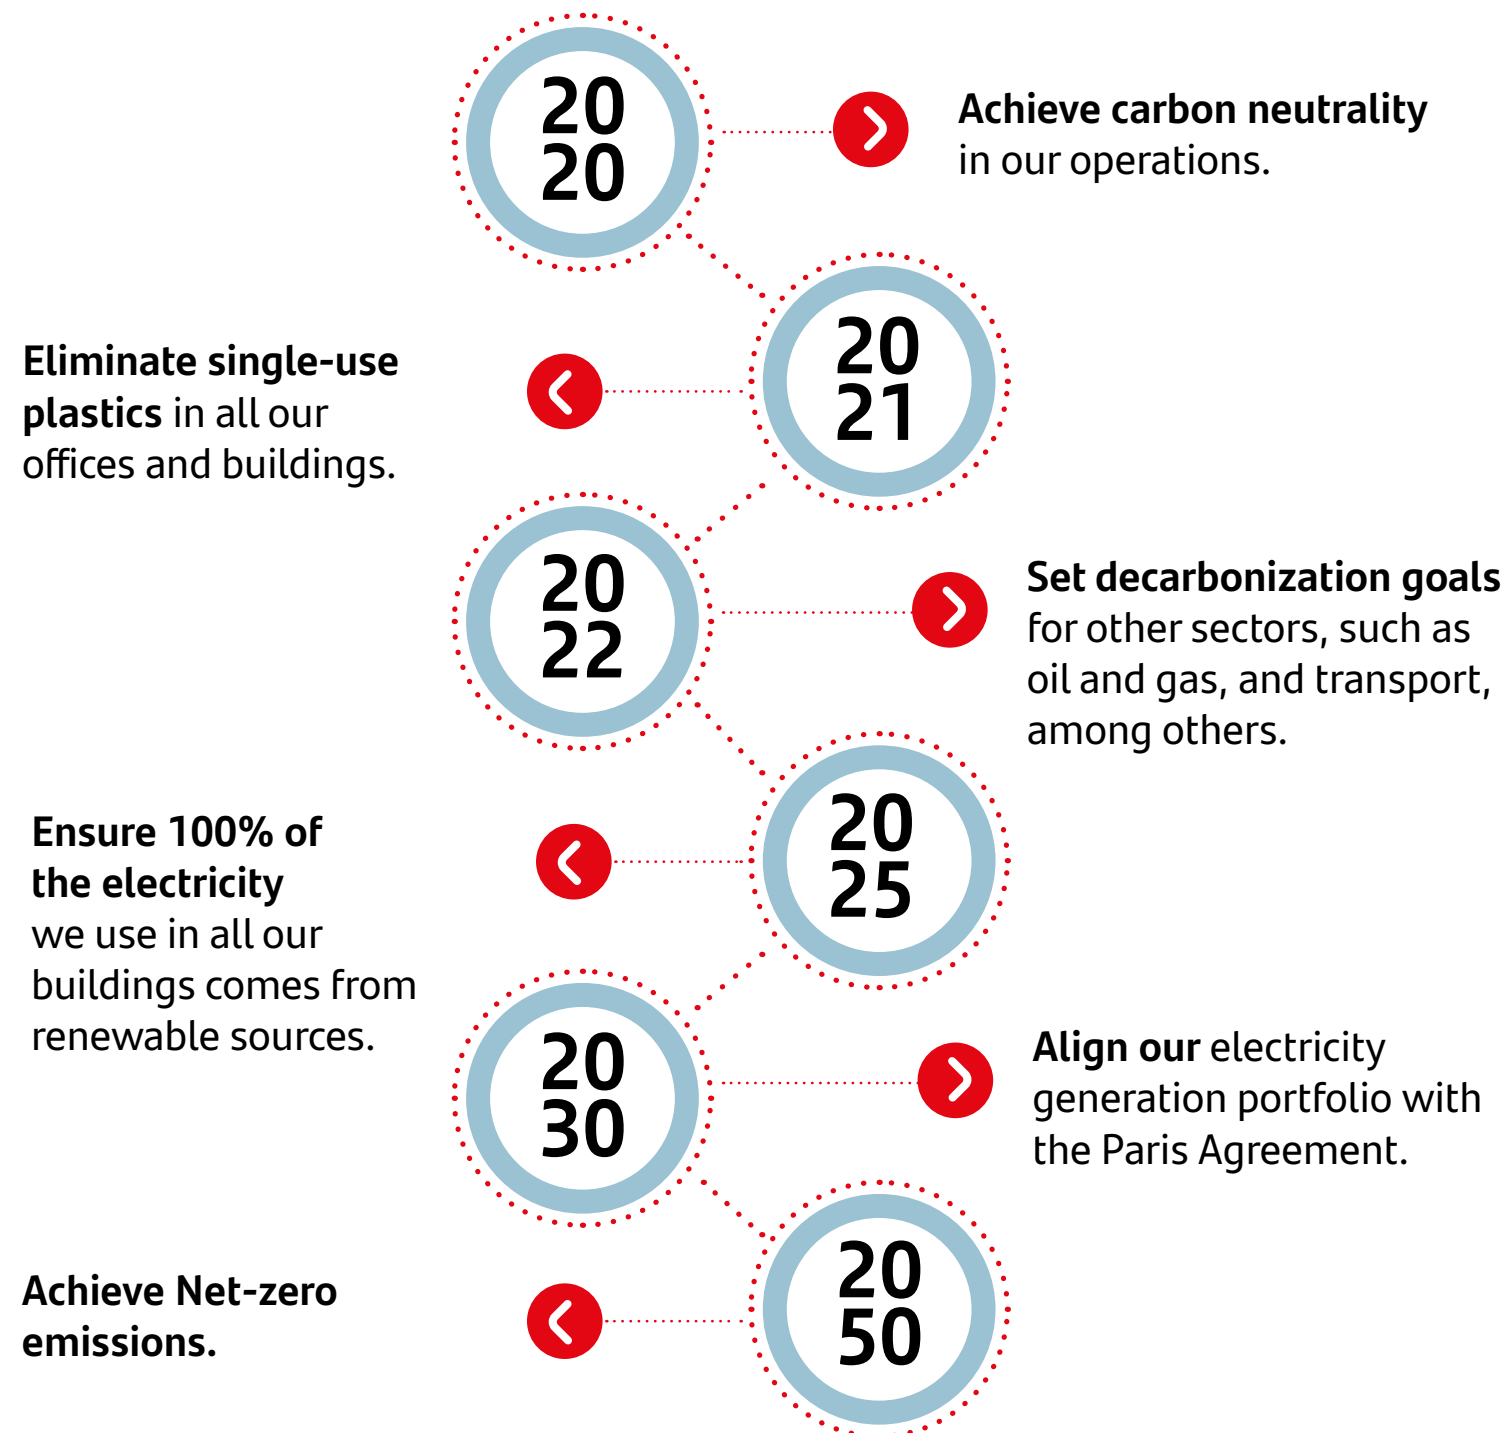 20
20
Achieve carbon neutrality
in our operations.
20
21
Eliminate single-use
plastics in all our
offices and buildings.
20
22
Set decarbonization goals
for other sectors, such as
oil and gas, and transport,
among others.
20
25
Ensure 100% of
the electricity
we use in all our
buildings comes from
renewable sources.
20
30
Align our electricity
generation portfolio with
the Paris Agreement.
20
50
Achieve Net-zero
emissions.